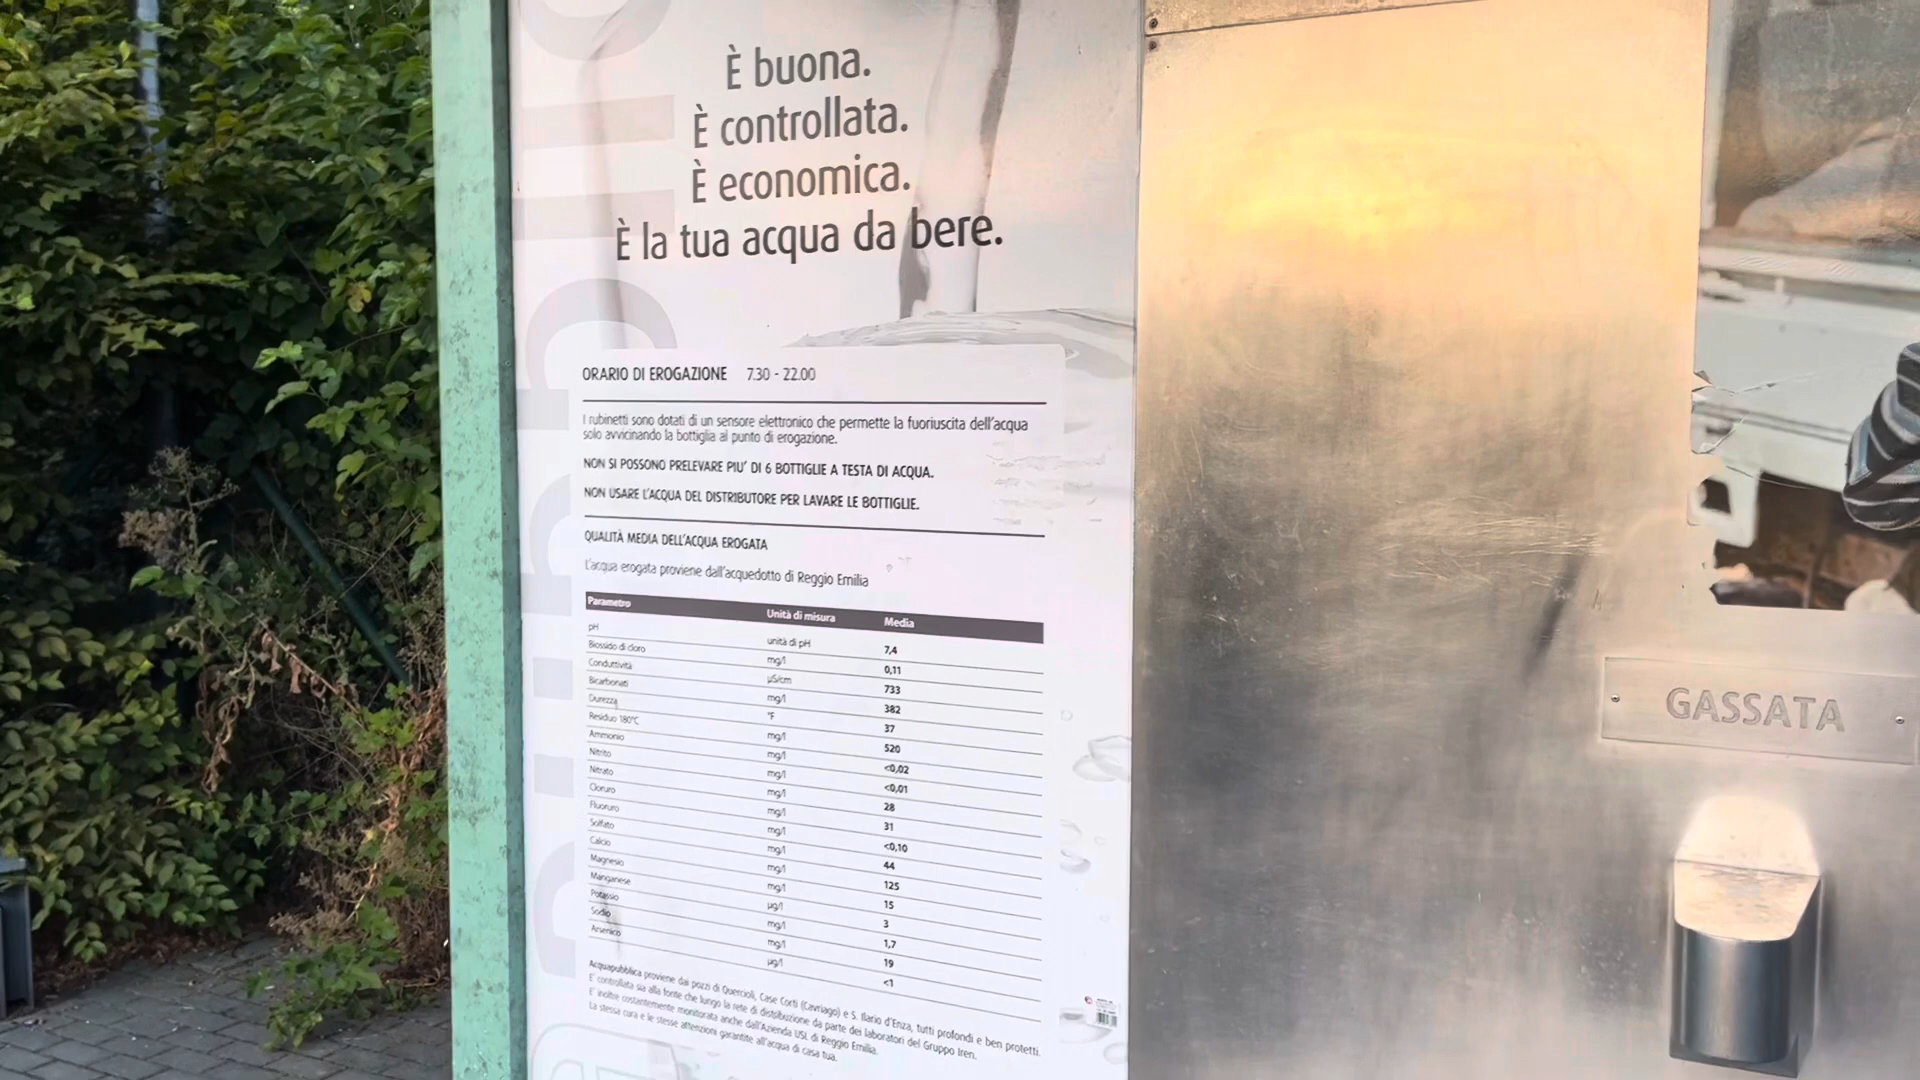 È buona.
È controllata.
È economica.
È la tua acqua da bere.
ORARIO DI EROGAZIONE 7.30 - 22.00
I rubinetti sono dotati di un sensore elettronico che permette la fuoriuscita dell'acqua
solo avvicinando la bottiglia al punto di erogazione.
NON SI POSSONO PRELEVARE PIU' DI 6 BOTTIGLIE A TESTA DI ACQUA.
NON USARE L'ACQUA DEL DISTRIBUTORE PER LAVARE LE BOTTIGLIE.
QUALITÀ MEDIA DELL'ACQUA EROGATA
L'acqua erogata proviene dall'acquedotto di Reggio Emilia
Parametro Unità di misura Media
pH unità di pH 7,4
Biossido di cloro mg/l 0,11
Conduttività µS/cm 733
Bicarbonati mg/l 382
Durezza °F 37
Residuo 180°C mg/l 520
Ammonio mg/l <0,02
Nitrito mg/l <0,01
Nitrato mg/l 28
Cloruro mg/l 31
Fluoruro mg/l <0,10
Solfato mg/l 44
Calcio mg/l 125
Magnesio mg/l 15
Manganese µg/l 3
Potassio mg/l 1,7
Sodio mg/l 19
Arsenico µg/l <1
Acquapubblica proviene dai pozzi di Quercioli, Case Corti (Cavriago) e S. Ilario d'Enza, tutti profondi e ben protetti.
E' controllata sia alla fonte che lungo la rete di distribuzione da parte dei laboratori del Gruppo Iren.
E' inoltre costantemente monitorata anche dall'Azienda USL di Reggio Emilia.
La stessa cura e le stesse attenzioni garantite all'acqua di casa tua.
GASSATA